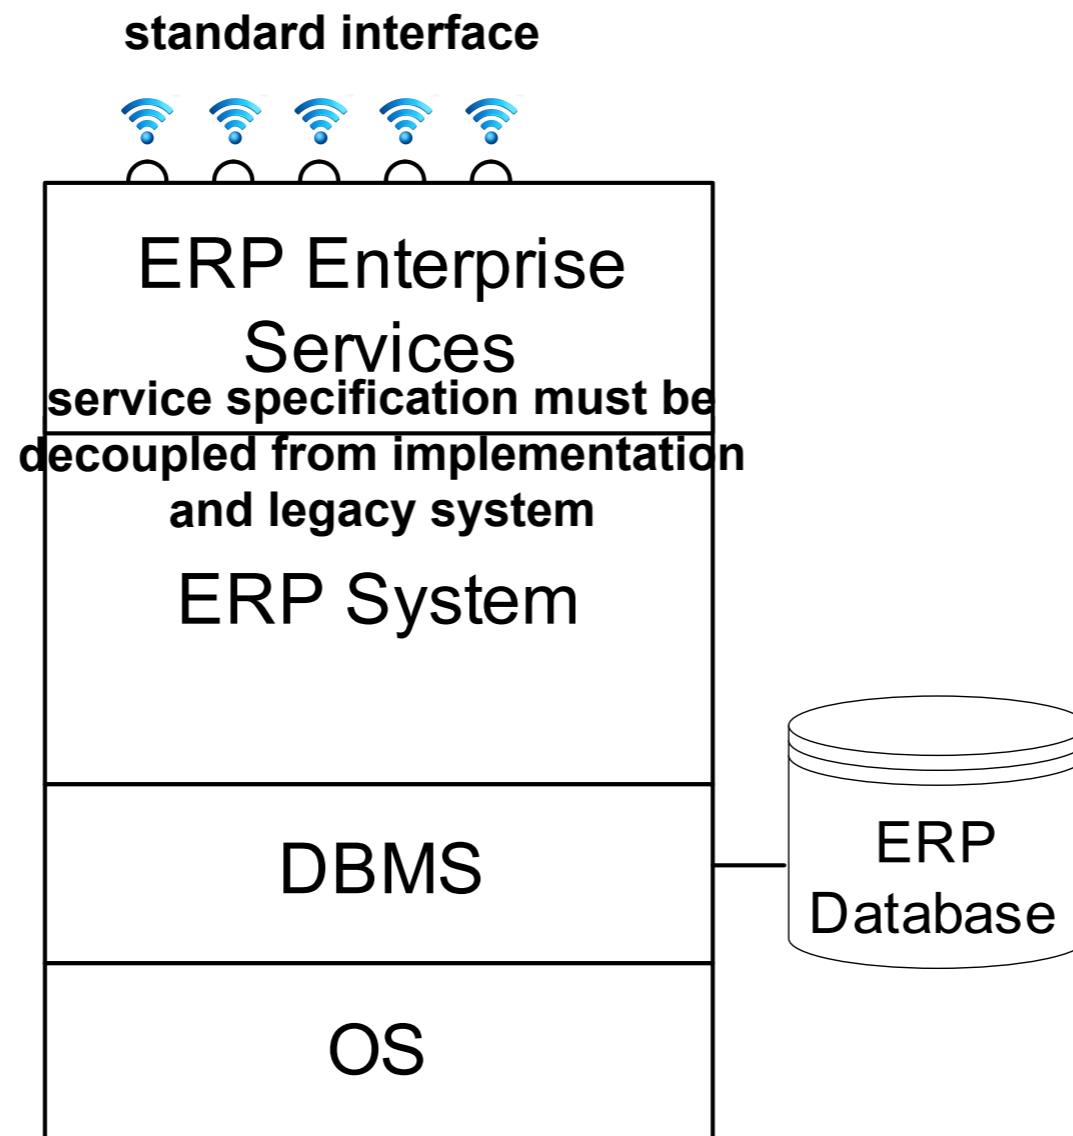 standard interface
ERP Enterprise
Services
service specification must be
decoupled from implementation
and legacy system
ERP System
DBMS
ERP
Database
OS